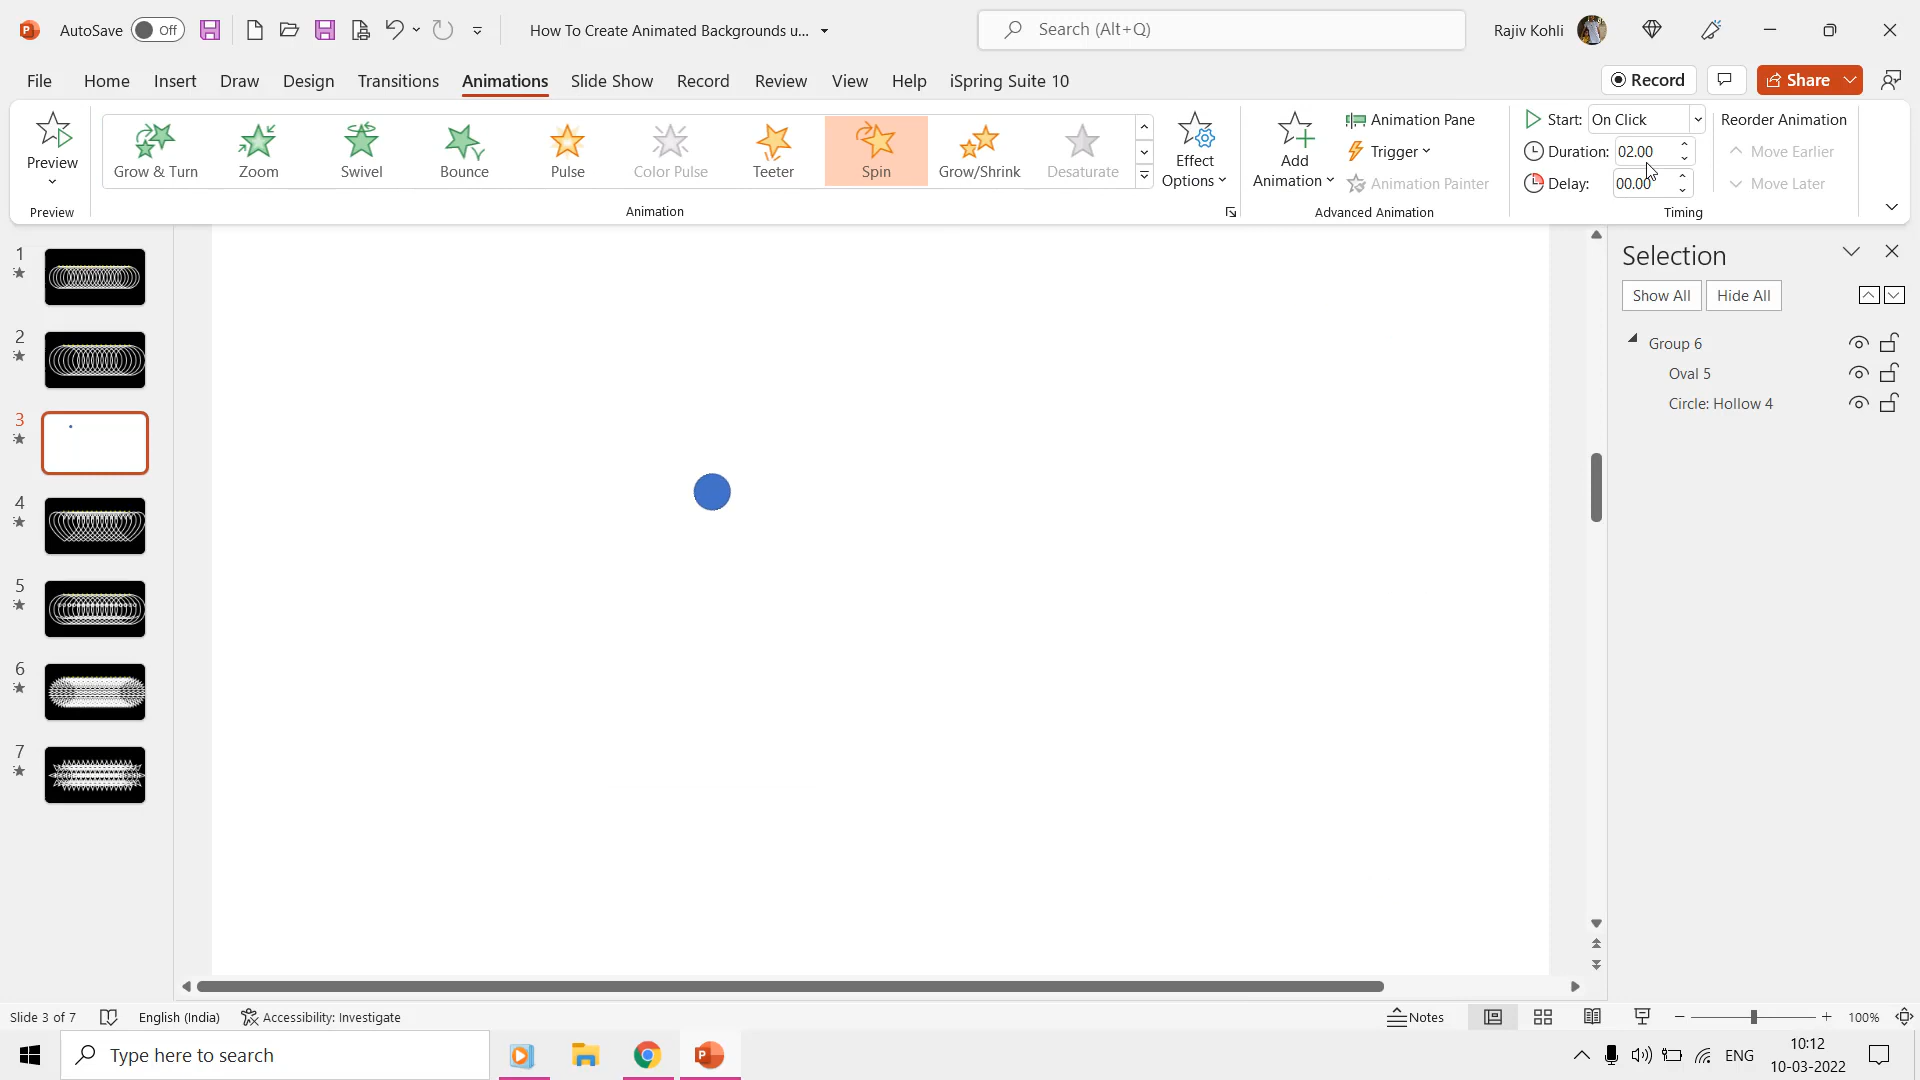 AutoSave Off How To Create Animated Backgrounds u... Search (Alt+Q) Rajiv Kohli
File Home Insert Draw Design Transitions Animations Slide Show Record Review View Help iSpring Suite 10 Record Share
Preview
Preview
Grow & Turn Zoom Swivel Bounce Pulse Color Pulse Teeter Spin Grow/Shrink Desaturate
Animation
Effect
Options
Add
Animation
Animation Pane
Trigger
Animation Painter
Advanced Animation
Start: On Click
Duration: 02.00
Delay: 00.00
Timing
Reorder Animation
Move Earlier
Move Later
1
2
3
4
5
6
7
Selection
Show All Hide All
Group 6
Oval 5
Circle: Hollow 4
Slide 3 of 7 English (India) Accessibility: Investigate Notes 100%
Type here to search
ENG
10:12
10-03-2022